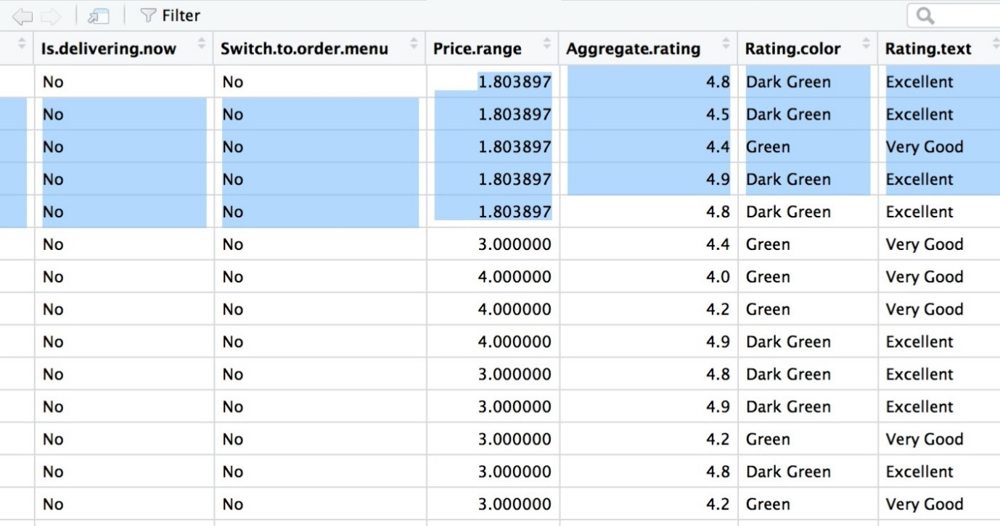 Filter
Is.delivering.now Switch.to.order.menu Price.range Aggregate.rating Rating.color Rating.text
No No 1.803897 4.8 Dark Green Excellent
No No 1.803897 4.5 Dark Green Excellent
No No 1.803897 4.4 Green Very Good
No No 1.803897 4.9 Dark Green Excellent
No No 1.803897 4.8 Dark Green Excellent
No No 3.000000 4.4 Green Very Good
No No 4.000000 4.0 Green Very Good
No No 4.000000 4.2 Green Very Good
No No 4.000000 4.9 Dark Green Excellent
No No 3.000000 4.8 Dark Green Excellent
No No 3.000000 4.9 Dark Green Excellent
No No 3.000000 4.2 Green Very Good
No No 3.000000 4.8 Dark Green Excellent
No No 3.000000 4.2 Green Very Good